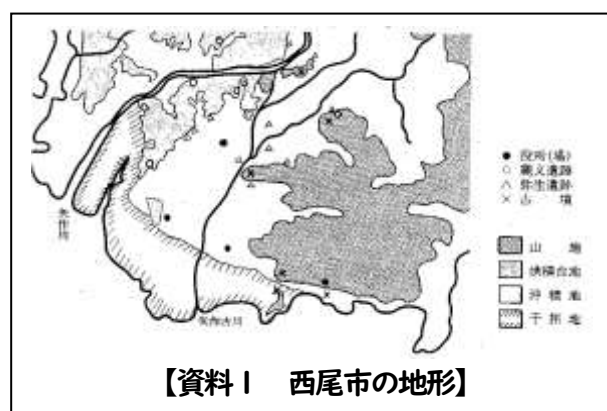 ● 役所(場)
○ 縄文遺跡
△ 弥生遺跡
× 古墳
山地
洪積台地
沖積地
干拓地
矢作川
矢作古川
【資料1 西尾市の地形】